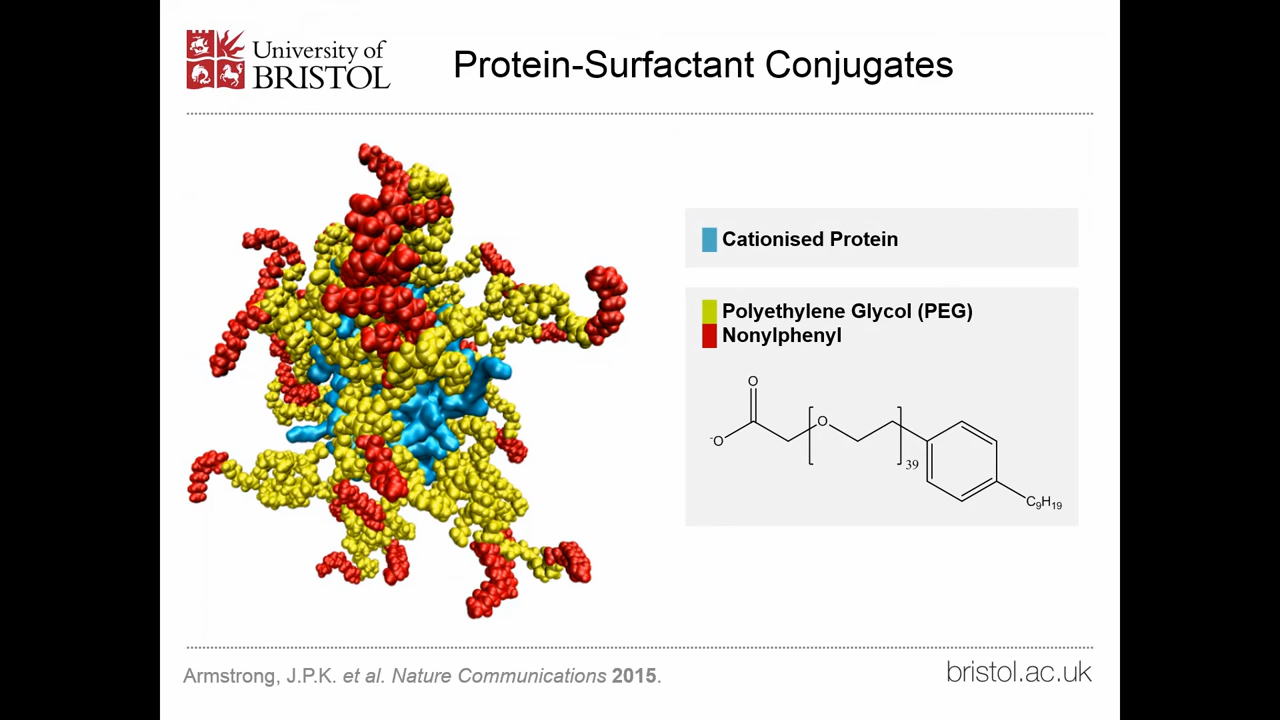 University of
BRISTOL
Protein-Surfactant Conjugates
Cationised Protein
Polyethylene Glycol (PEG)
Nonylphenyl
O
-O
O
39
C9H19
Armstrong, J.P.K. et al. Nature Communications 2015.
bristol.ac.uk